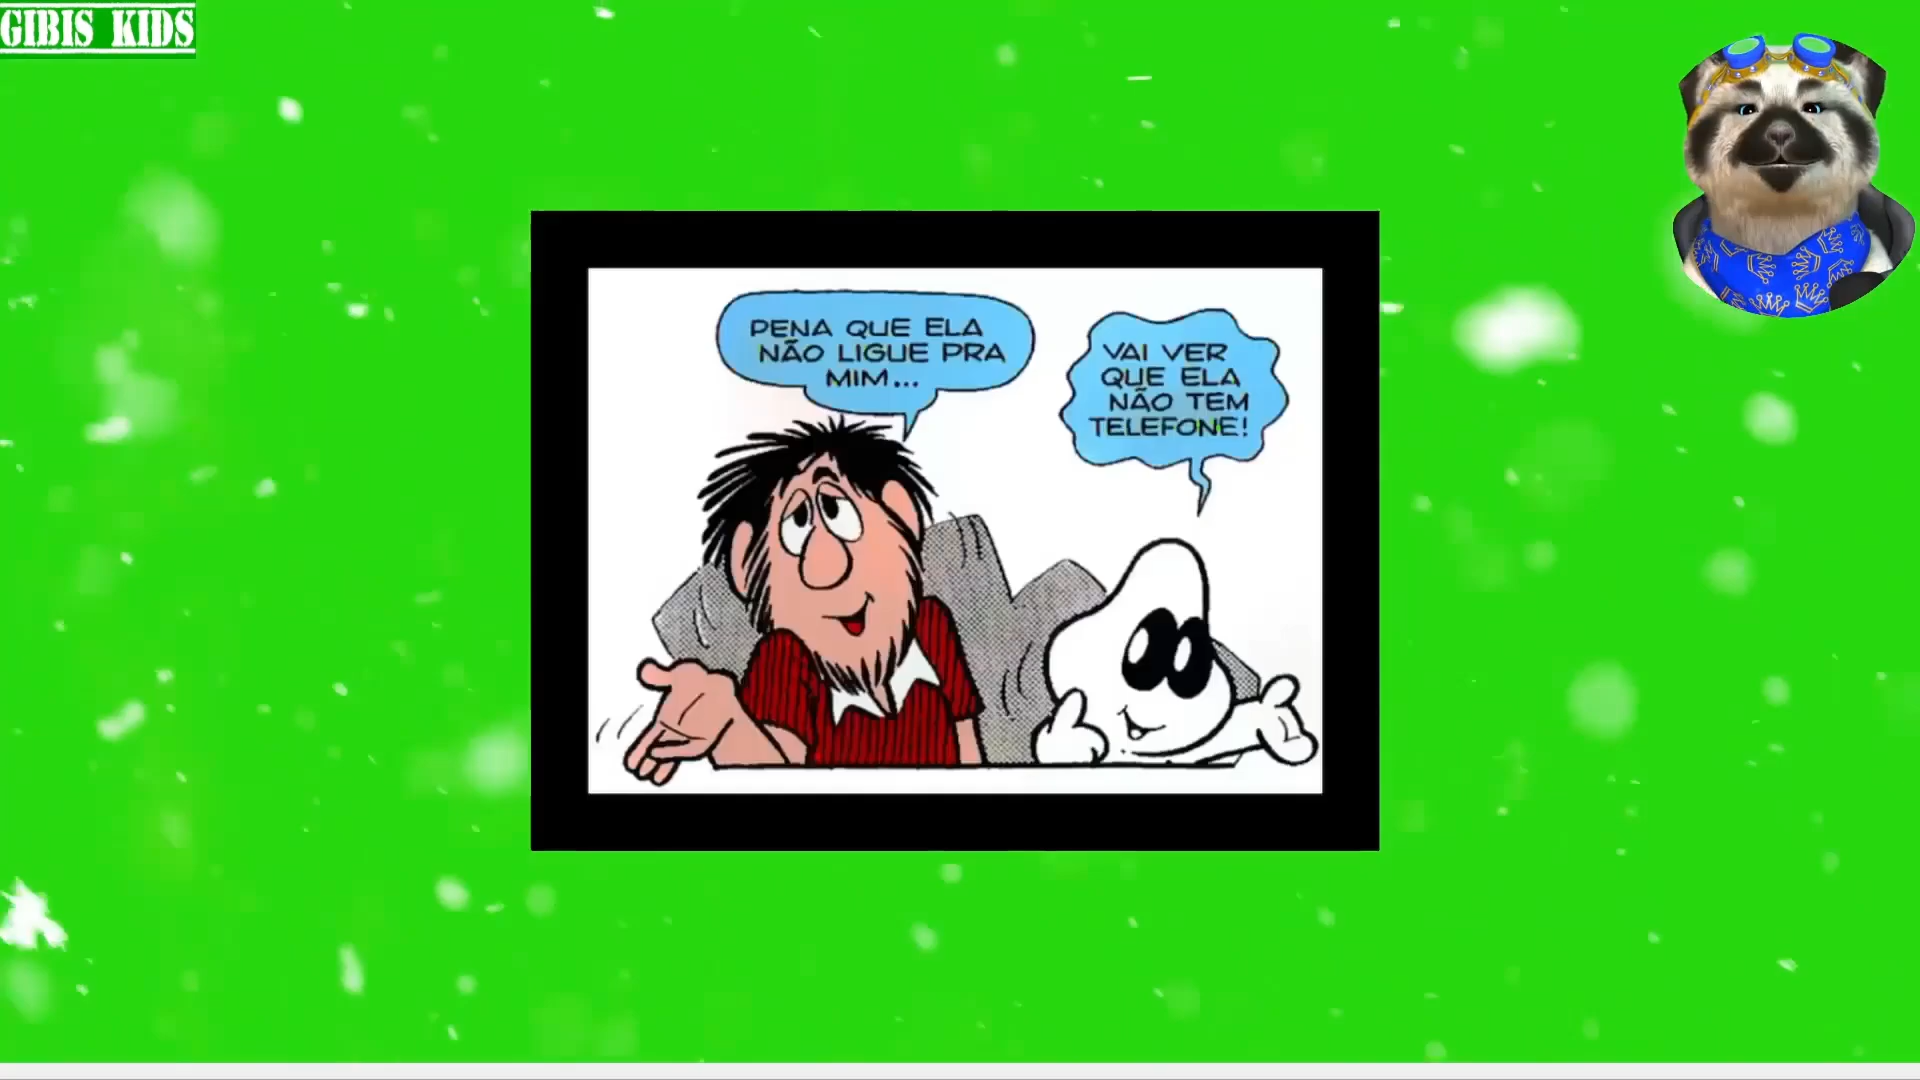 GIBIS KIDS
PENA QUE ELA
NÃO LIGUE PRA
MIM...
VAI VER
QUE ELA
NÃO TEM
TELEFONE!